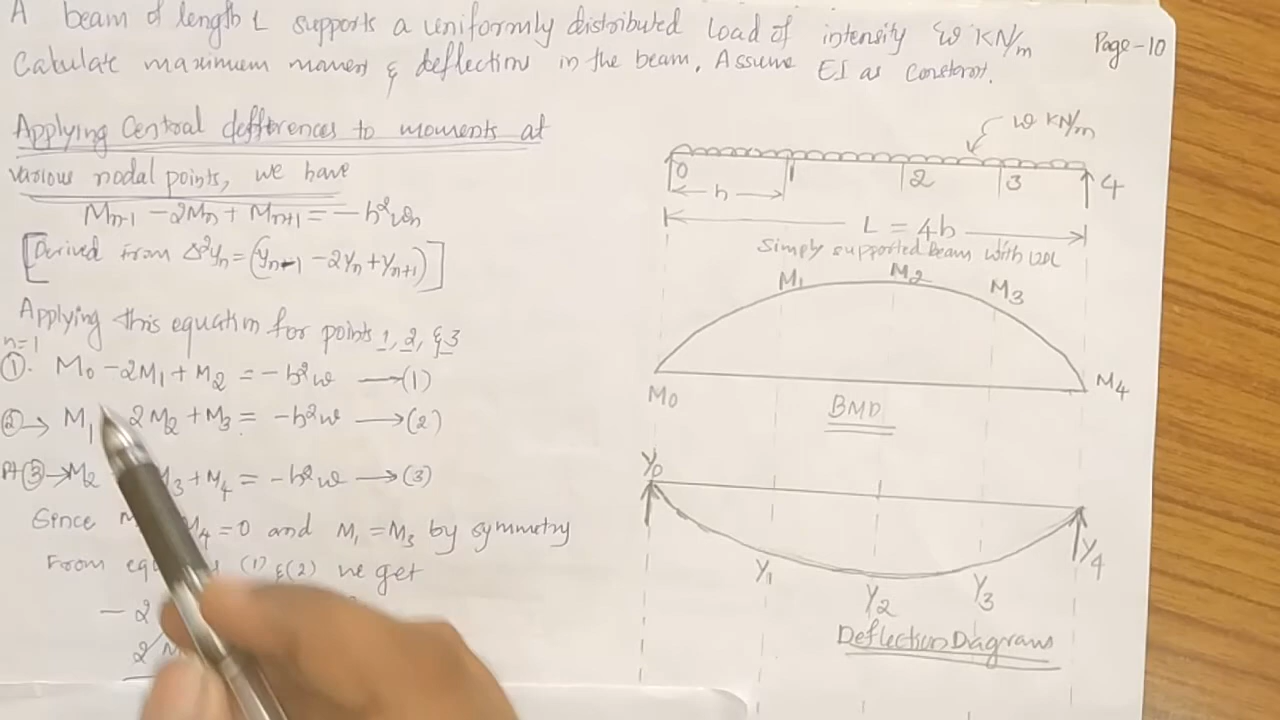 A beam of length L supports a uniformly distributed load of intensity w KN/m
Calculate maximum moment & deflection in the beam. Assume EI as Constant.
Page-10
Applying Central defferences to moments at
various nodal points, we have
Mn-1 - 2Mn + Mn+1 = -h²wn
[Derived from Δ²yn = (yn-1 - 2yn + yn+1)]
Applying this equation for points 1, 2, & 3
n=1
①. M0 - 2M1 + M2 = -h²w → (1)
②→ M1 2M2 + M3 = -h²w → (2)
Pt ③→ M2 M3 + M4 = -h²w → (3)
Since M4 = 0 and M1 = M3 by symmetry
From (1) & (2) we get
- 2
2
w KN/m
0 1 2 3 4
h
L = 4h
Simply supported beam with UDL
M1 M2 M3
M0 M4
BMD
Y0
Y1 Y2 Y3 Y4
Deflection Diagrams